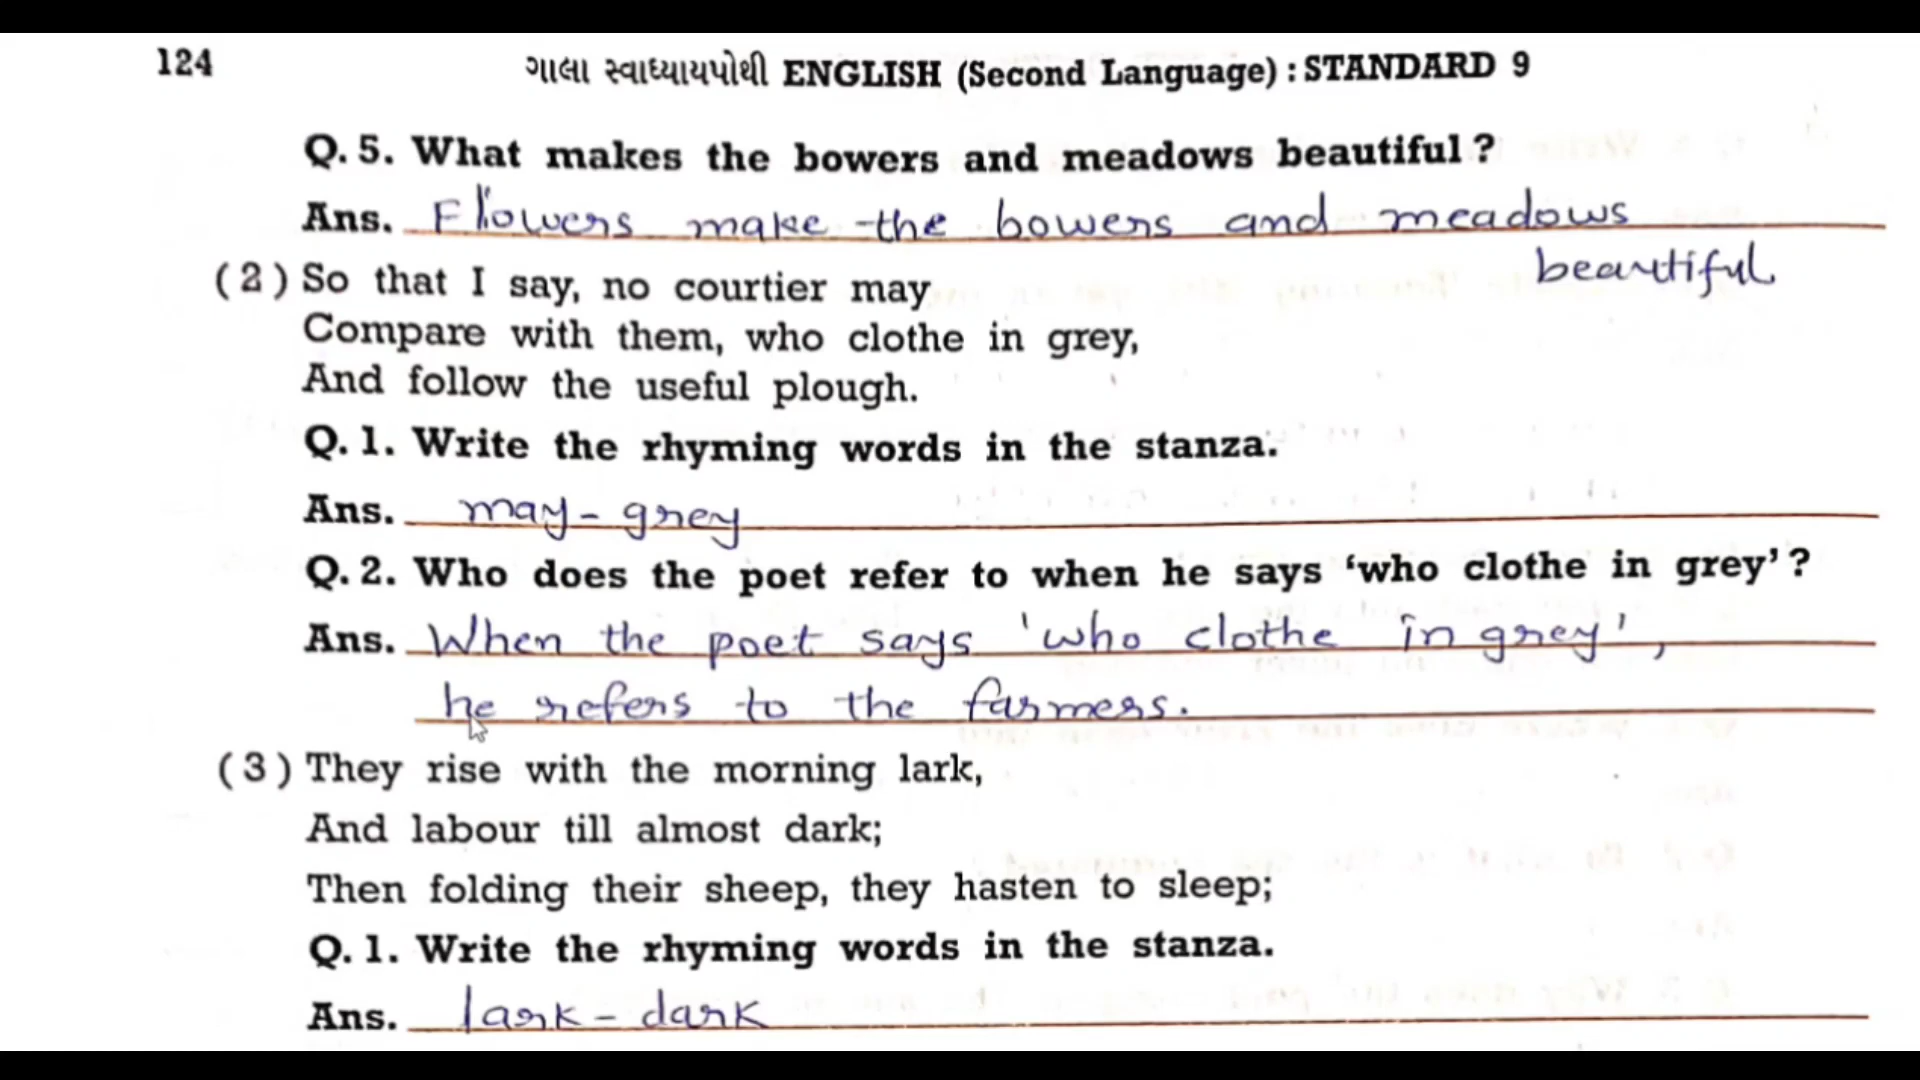 124 ગાલા સ્વાધ્યાયપોથી ENGLISH (Second Language) : STANDARD 9
Q. 5. What makes the bowers and meadows beautiful ?
Ans. Flowers make the bowers and meadows
beautiful
( 2 ) So that I say, no courtier may
Compare with them, who clothe in grey,
And follow the useful plough.
Q. 1. Write the rhyming words in the stanza.
Ans. may - grey
Q. 2. Who does the poet refer to when he says ‘who clothe in grey’ ?
Ans. When the poet says 'who clothe in grey',
he refers to the farmers.
( 3 ) They rise with the morning lark,
And labour till almost dark;
Then folding their sheep, they hasten to sleep;
Q. 1. Write the rhyming words in the stanza.
Ans. lark - dark